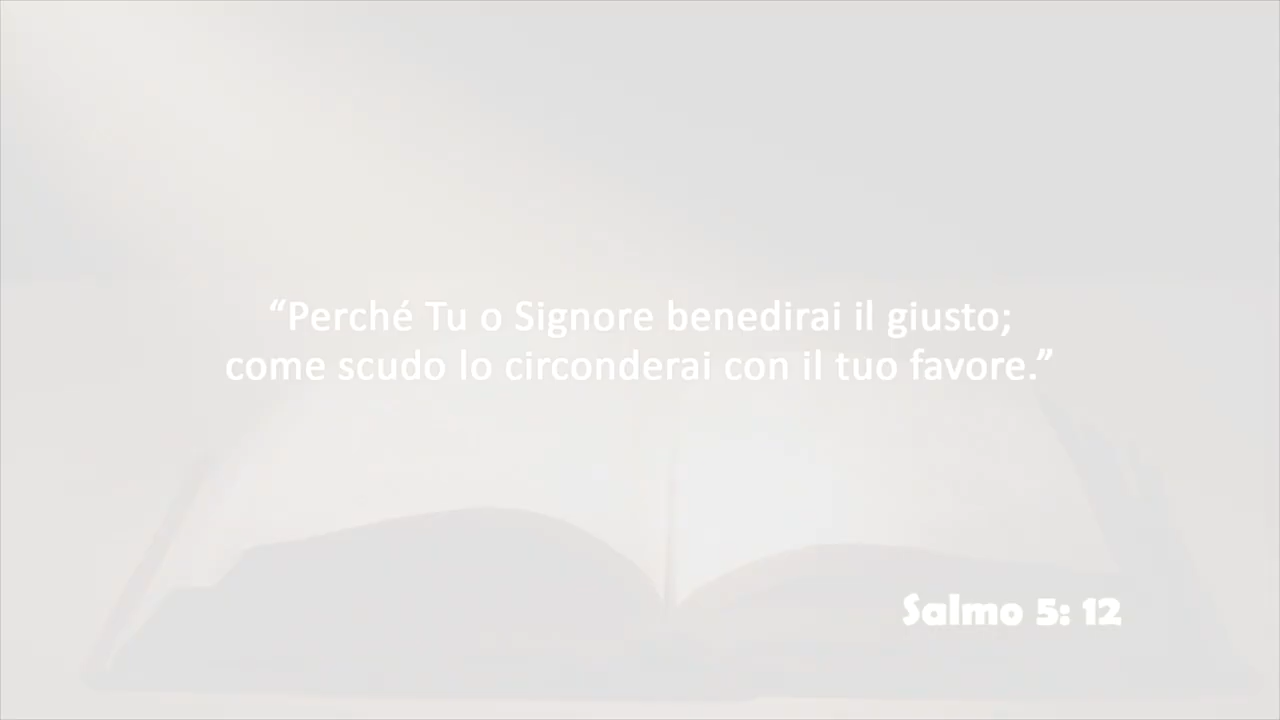 “Perché Tu o Signore benedirai il giusto;
come scudo lo circonderai con il tuo favore.”
Salmo 5: 12